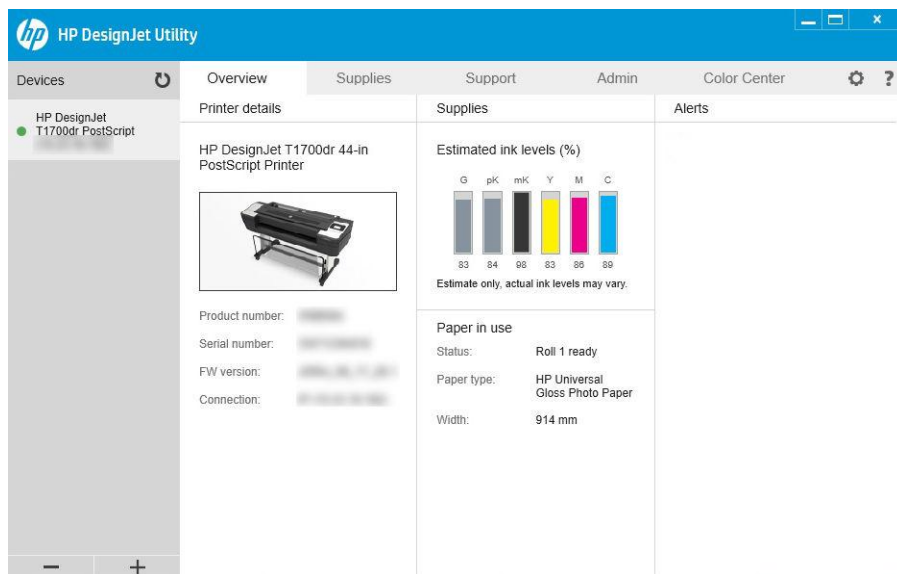 hp HP DesignJet Utility
Devices
HP DesignJet
T1700dr PostScript
Overview Supplies Support Admin Color Center ?
Printer details
HP DesignJet T1700dr 44-in
PostScript Printer
Product number:
Serial number:
FW version:
Connection:
Supplies
Estimated ink levels (%)
G pK mK Y M C
83 84 98 83 86 89
Estimate only, actual ink levels may vary.
Paper in use
Status: Roll 1 ready
Paper type: HP Universal
Gloss Photo Paper
Width: 914 mm
Alerts